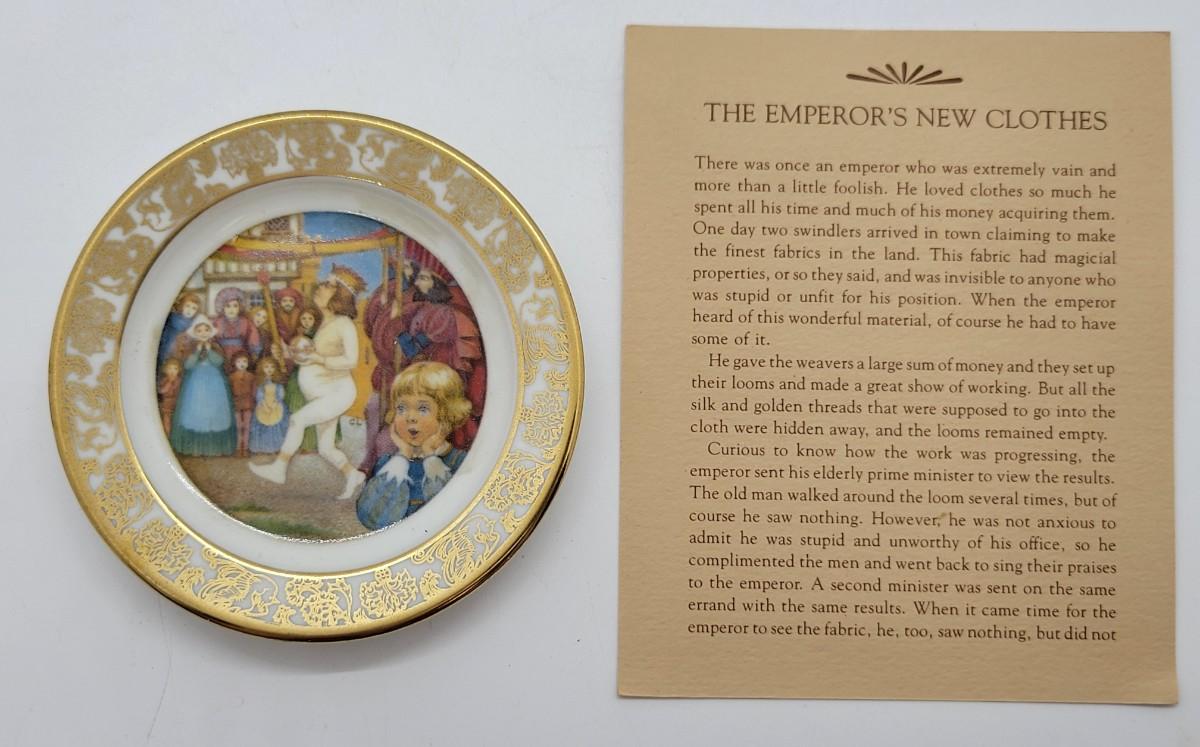 THE EMPEROR'S NEW CLOTHES
There was once an emperor who was extremely vain and
more than a little foolish. He loved clothes so much he
spent all his time and much of his money acquiring them.
One day two swindlers arrived in town claiming to make
the finest fabrics in the land. This fabric had magicial
properties, or so they said, and was invisible to anyone who
was stupid or unfit for his position. When the emperor
heard of this wonderful material, of course he had to have
some of it.
He gave the weavers a large sum of money and they set up
their looms and made a great show of working. But all the
silk and golden threads that were supposed to go into the
cloth were hidden away, and the looms remained empty.
Curious to know how the work was progressing, the
emperor sent his elderly prime minister to view the results.
The old man walked around the loom several times, but of
course he saw nothing. However, he was not anxious to
admit he was stupid and unworthy of his office, so he
complimented the men and went back to sing their praises
to the emperor. A second minister was sent on the same
errand with the same results. When it came time for the
emperor to see the fabric, he, too, saw nothing, but did not